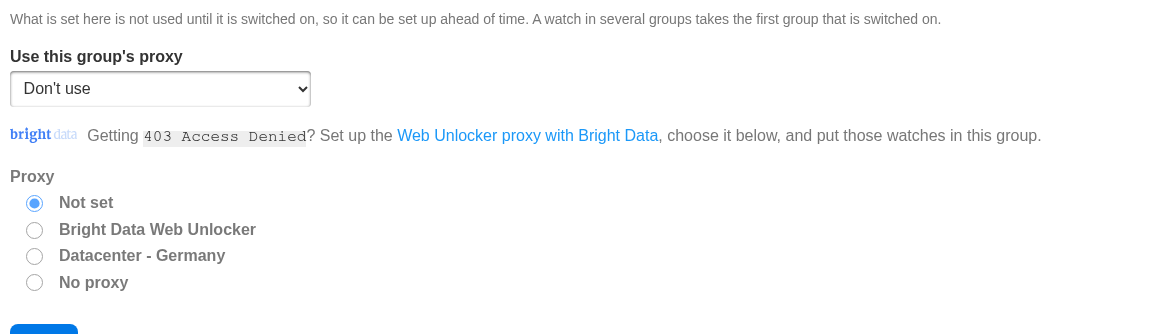 What is set here is not used until it is switched on, so it can be set up ahead of time. A watch in several groups takes the first group that is switched on.
Use this group's proxy
Don't use
bright data Getting 403 Access Denied? Set up the Web Unlocker proxy with Bright Data, choose it below, and put those watches in this group.
Proxy
Not set
Bright Data Web Unlocker
Datacenter - Germany
No proxy